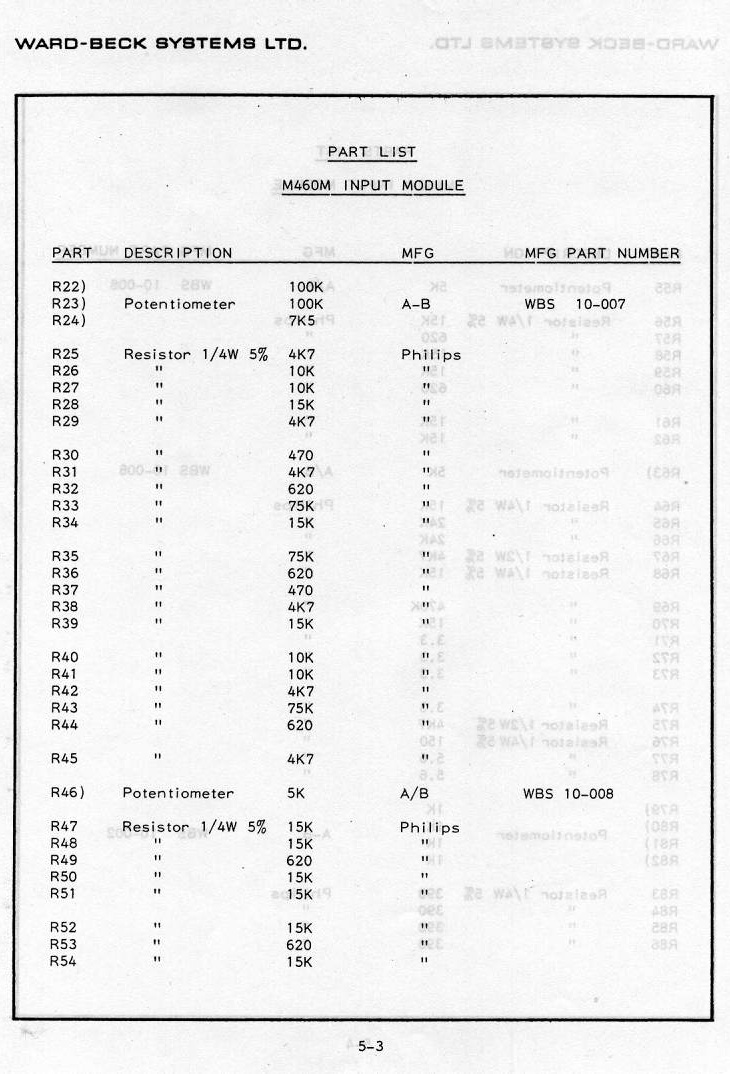 WARD-BECK SYSTEMS LTD.
PART LIST
M460M INPUT MODULE
PART DESCRIPTION MFG MFG PART NUMBER
R22) 100K
R23) Potentiometer 100K A-B WBS 10-007
R24) 7K5
R25 Resistor 1/4W 5% 4K7 Philips
R26 " 10K "
R27 " 10K "
R28 " 15K "
R29 " 4K7 "
R30 " 470 "
R31 " 4K7 "
R32 " 620 "
R33 " 75K "
R34 " 15K "
R35 " 75K "
R36 " 620 "
R37 " 470 "
R38 " 4K7 "
R39 " 15K "
R40 " 10K "
R41 " 10K "
R42 " 4K7 "
R43 " 75K "
R44 " 620 "
R45 " 4K7 "
R46) Potentiometer 5K A/B WBS 10-008
R47 Resistor 1/4W 5% 15K Philips
R48 " 15K "
R49 " 620 "
R50 " 15K "
R51 " 15K "
R52 " 15K "
R53 " 620 "
R54 " 15K "
5-3